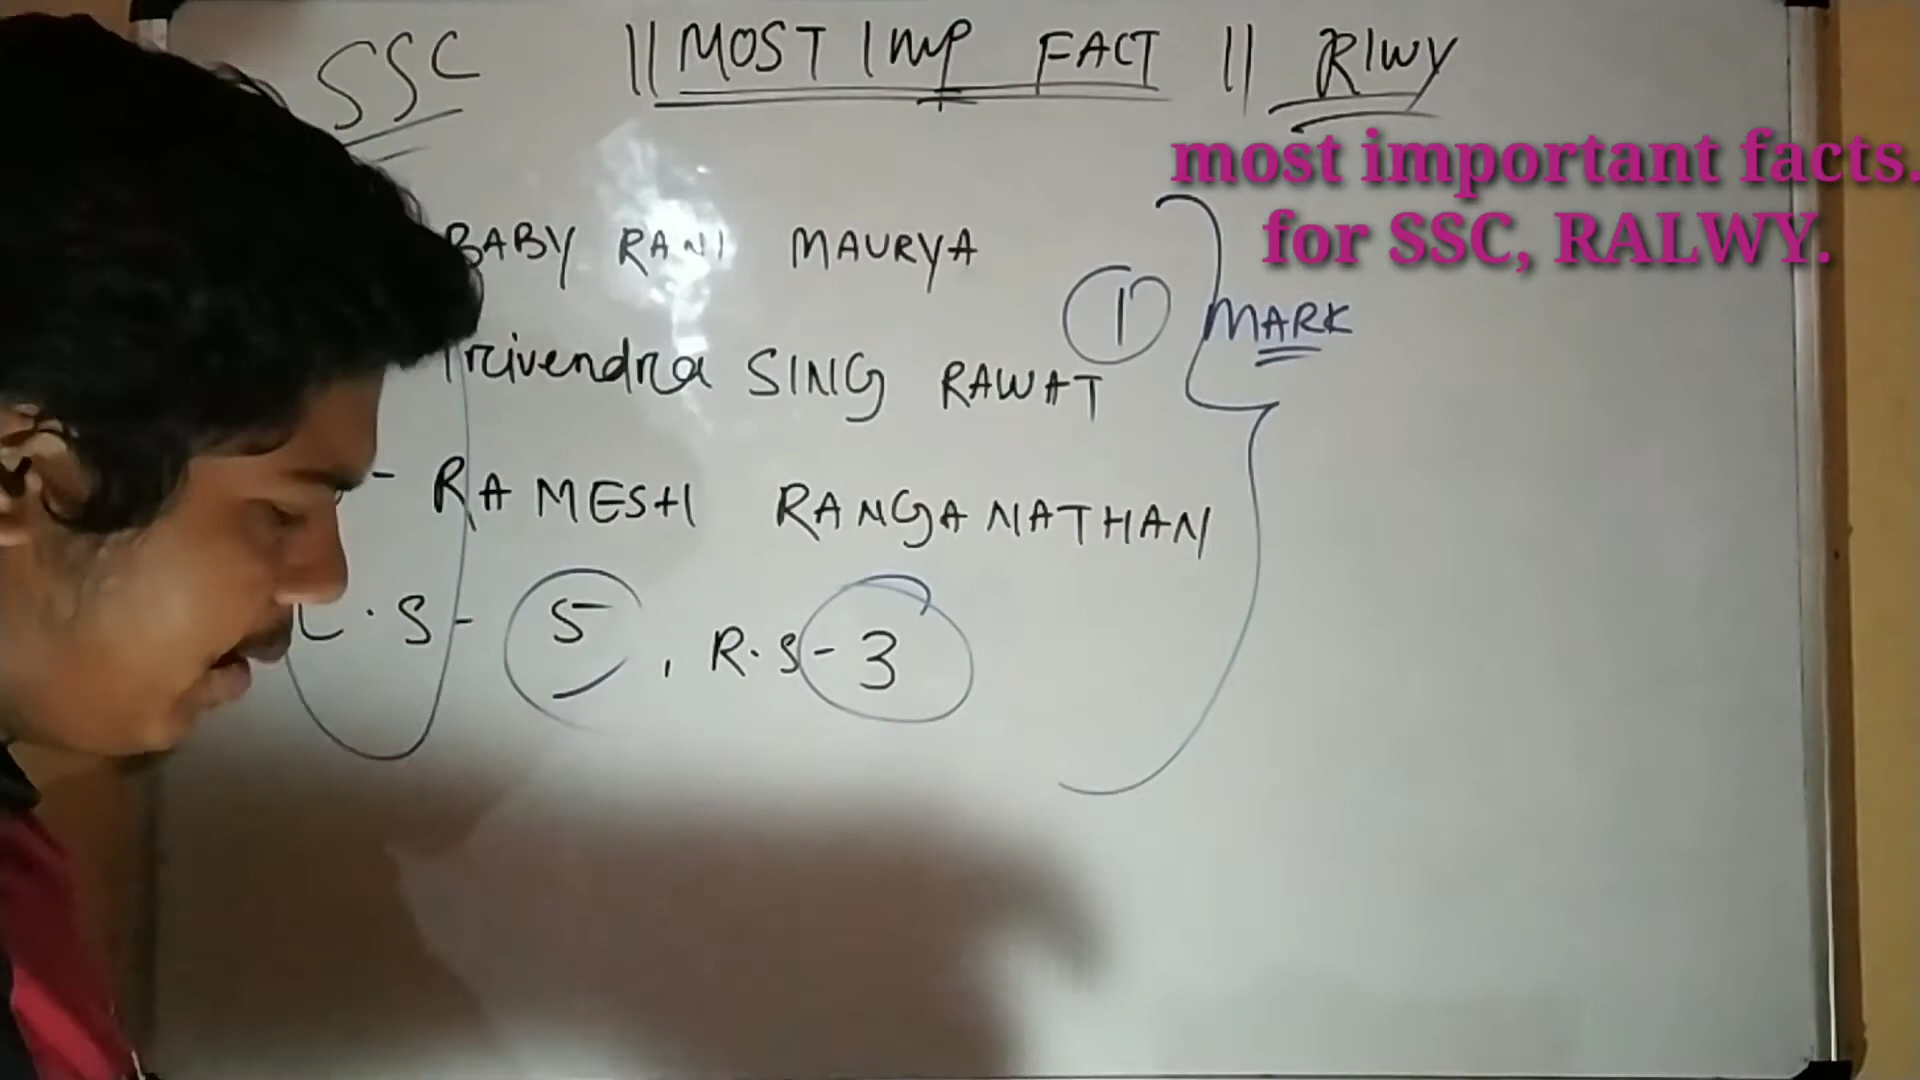 SSC || MOST IMP FACT || RLWY
most important facts.
for SSC, RALWY.
BABY RANI MAURYA
1 MARK
Trivendra SING RAWAT
- RAMESH RANGANATHAN
L.S - 5, R.S - 3